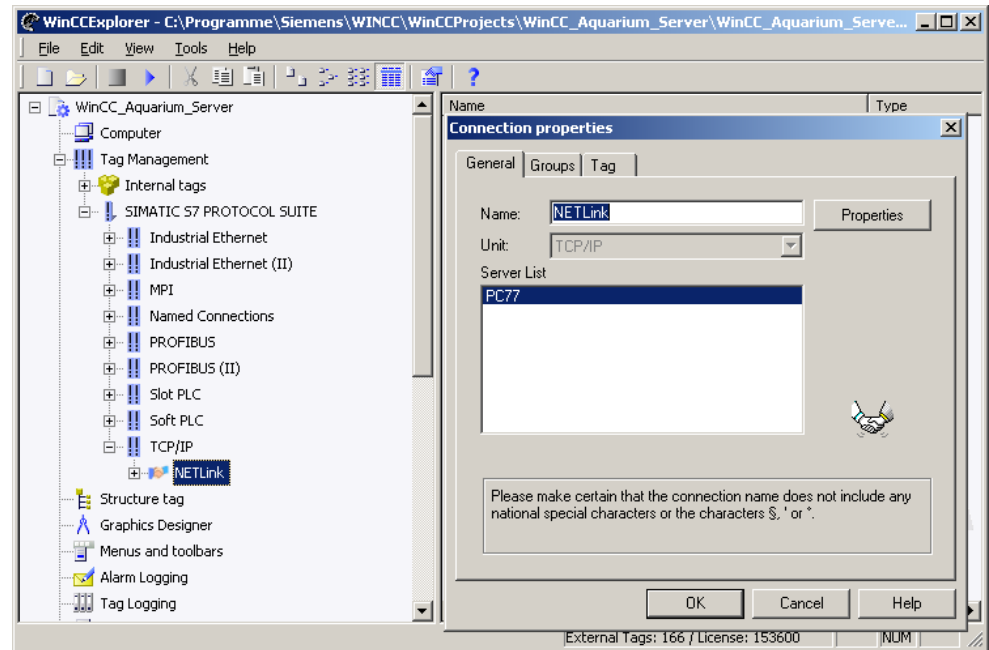 WinCCExplorer - C:\Programme\Siemens\WINCC\WinCCProjects\WinCC_Aquarium_Server\WinCC_Aquarium_Serve...
File Edit View Tools Help
WinCC_Aquarium_Server
Computer
Tag Management
Internal tags
SIMATIC S7 PROTOCOL SUITE
Industrial Ethernet
Industrial Ethernet (II)
MPI
Named Connections
PROFIBUS
PROFIBUS (II)
Slot PLC
Soft PLC
TCP/IP
NETLink
Structure tag
Graphics Designer
Menus and toolbars
Alarm Logging
Tag Logging
Name Type
Connection properties
General Groups Tag
Name: NETLink Properties
Unit: TCP/IP
Server List
PC77
Please make certain that the connection name does not include any
national special characters or the characters §, ' or ".
OK Cancel Help
External Tags: 166 / License: 153600 NUM